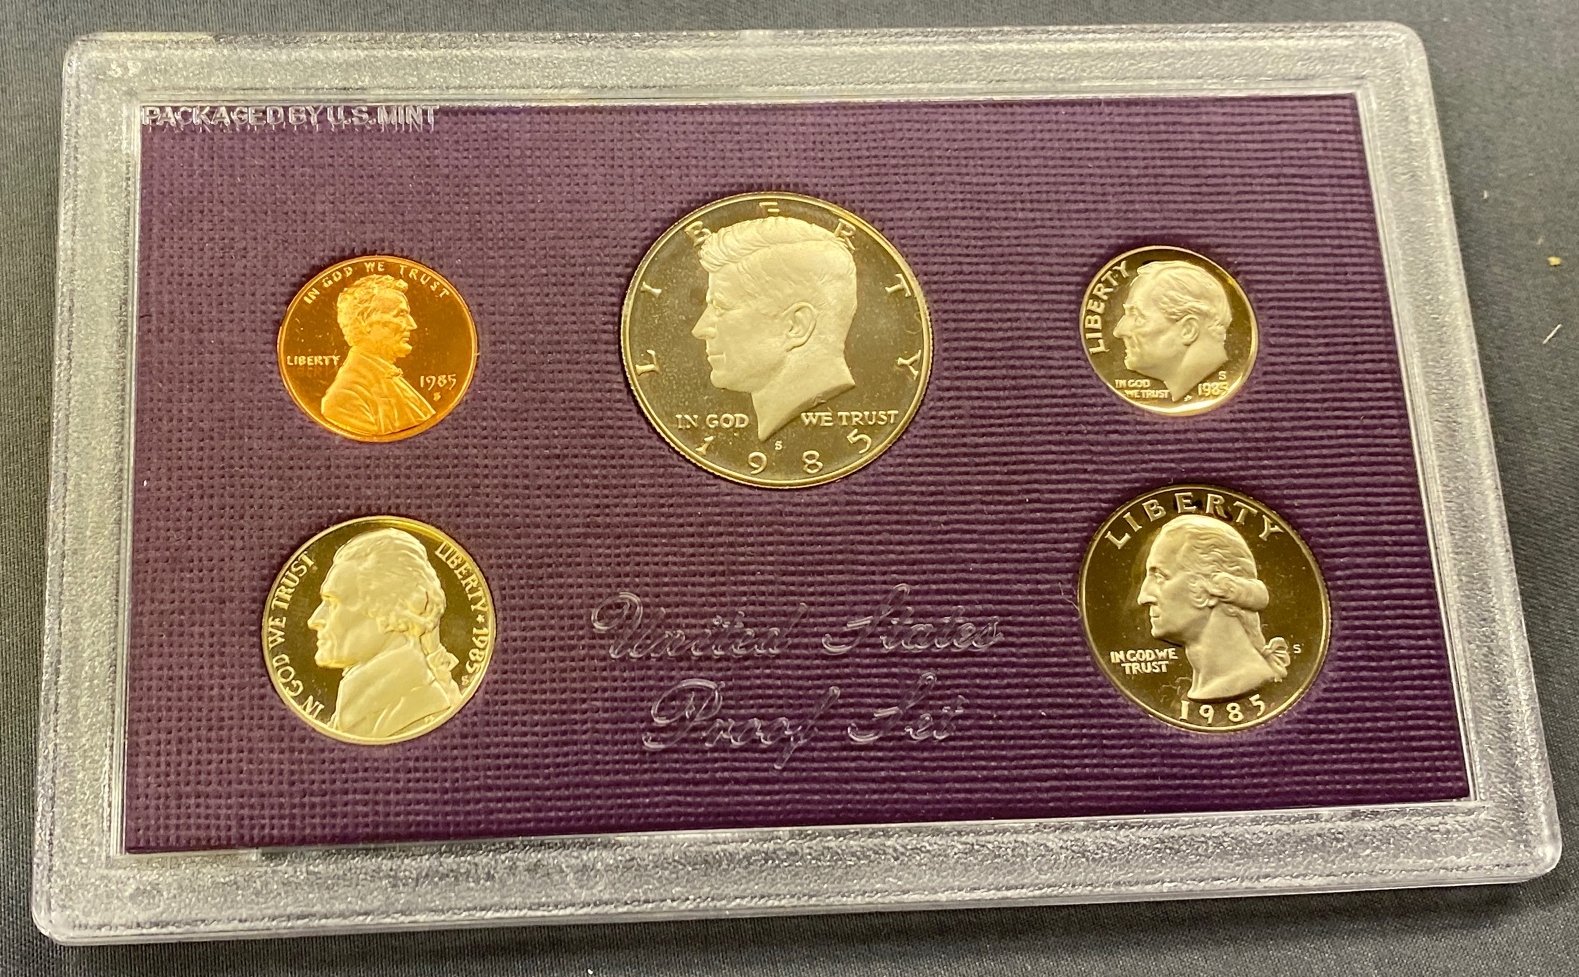 PACKAGED BY U.S. MINT
IN GOD WE TRUST
LIBERTY
1985
S
LIBERTY
IN GOD WE TRUST
S
1985
LIBERTY
IN GOD
WE TRUST
S
1985
IN GOD WE TRUST
LIBERTY ★ 1985
S
LIBERTY
IN GOD WE
TRUST
S
1985
United States
Proof Set